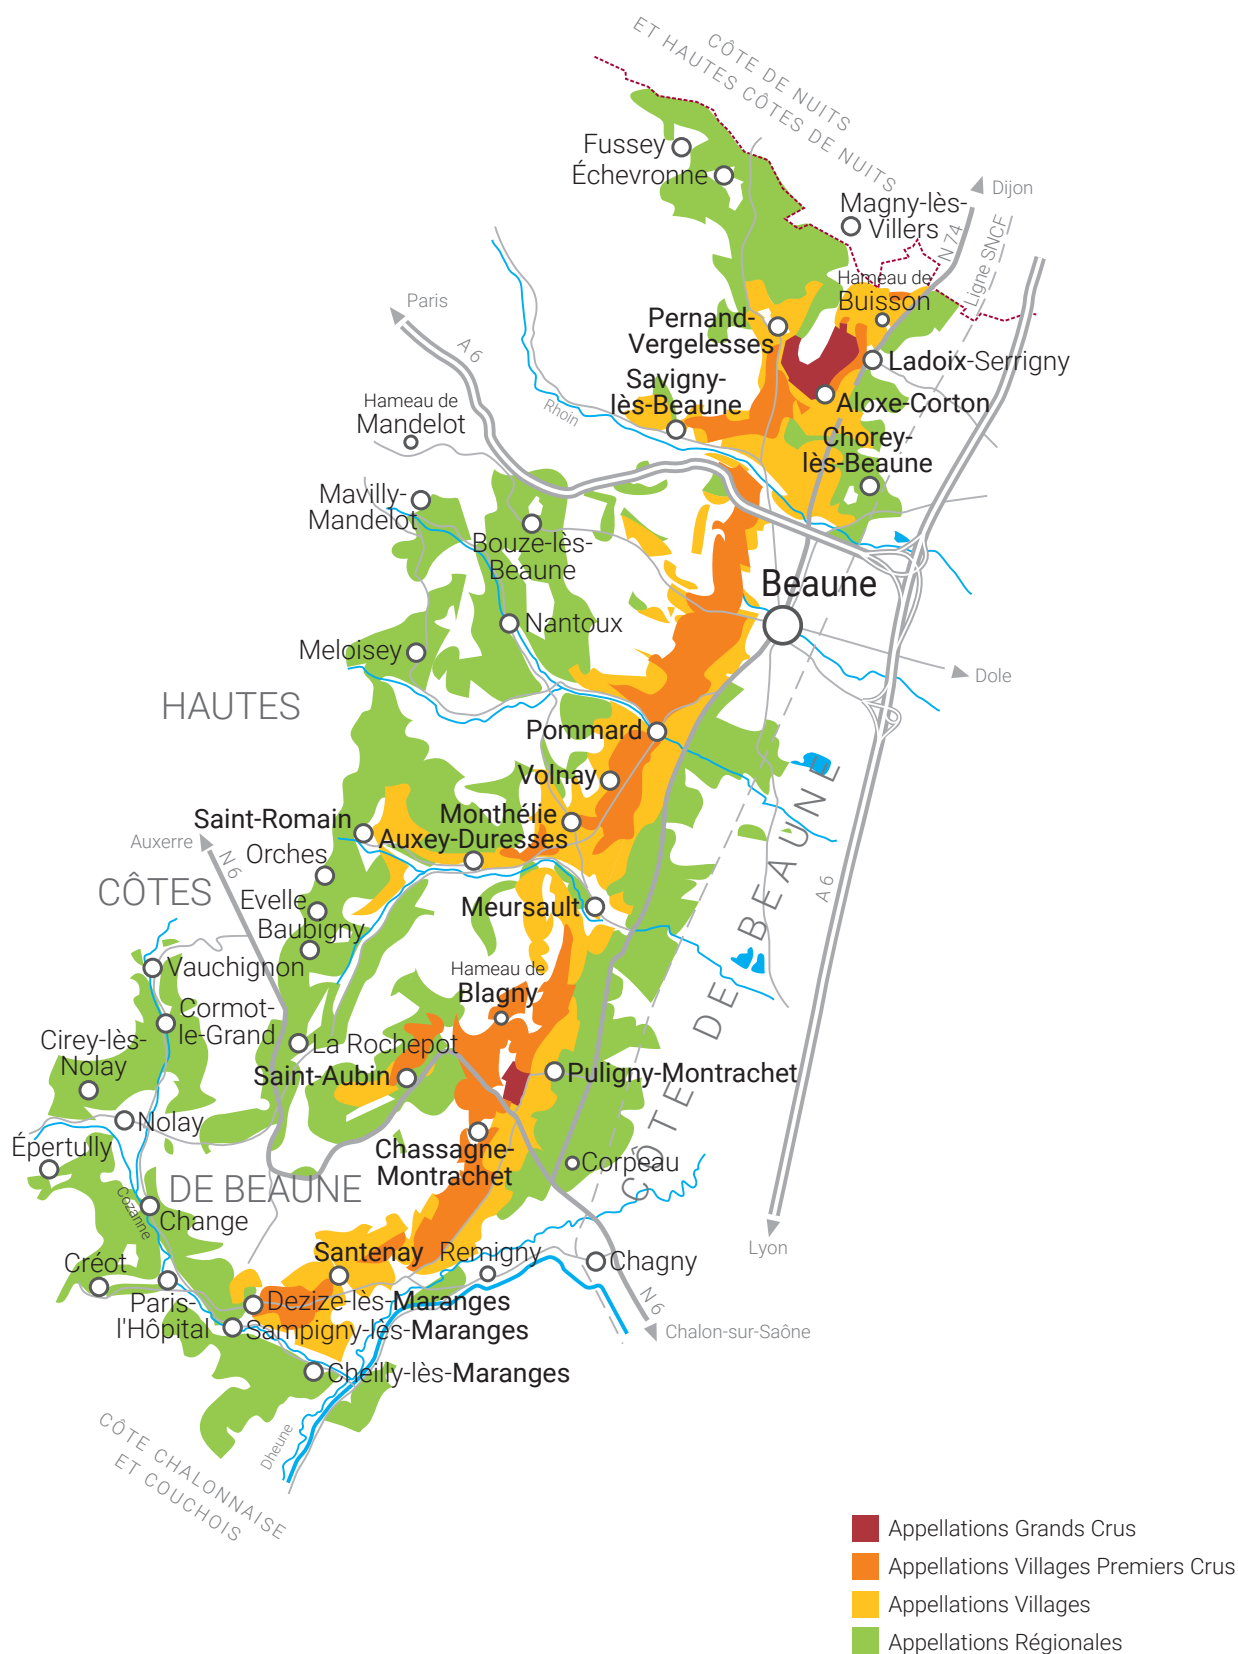 CÔTE DE NUITS
ET HAUTES CÔTES DE NUITS
Fussey
Échevronne
Dijon
Magny-lès-
Villers
N 74
Ligne SNCF
Hameau de
Buisson
Paris
A 6
Pernand-
Vergelesses
Ladoix-Serrigny
Savigny-
lès-Beaune
Aloxe-Corton
Rhoin
Hameau de
Mandelot
Chorey-
lès-Beaune
Mavilly-
Mandelot
Bouze-lès-
Beaune
Beaune
Nantoux
Meloisey
Dole
HAUTES
Pommard
Volnay
Saint-Romain
Monthélie
Auxey-Duresses
Auxerre
N 6
Orches
CÔTES
Evelle
Baubigny
Meursault
A 6
CÔTE DE BEAUNE
Vauchignon
Hameau de
Blagny
Cormot-
le-Grand
Cirey-lès-
Nolay
La Rochepot
Saint-Aubin
Puligny-Montrachet
Nolay
Épertully
Chassagne-
Montrachet
Corpeau
DE BEAUNE
Cozanne
Change
Lyon
Créot
Santenay
Remigny
Chagny
Paris-
l'Hôpital
Dezize-lès-Maranges
N 6
Sampigny-lès-Maranges
Chalon-sur-Saône
Cheilly-lès-Maranges
Dheune
CÔTE CHALONNAISE
ET COUCHOIS
Appellations Grands Crus
Appellations Villages Premiers Crus
Appellations Villages
Appellations Régionales